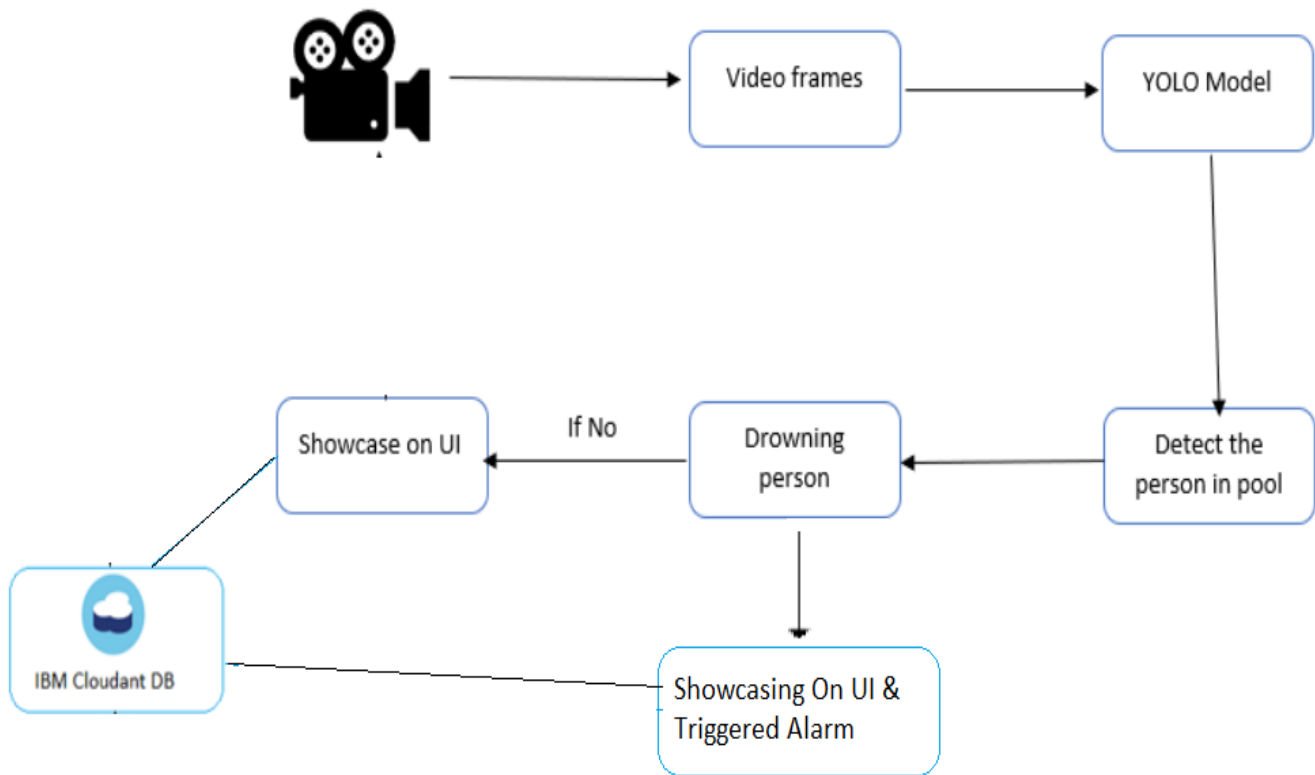 Video frames
YOLO Model
Showcase on UI
If No
Drowning
person
Detect the
person in pool
IBM Cloudant DB
Showcasing On UI &
Triggered Alarm